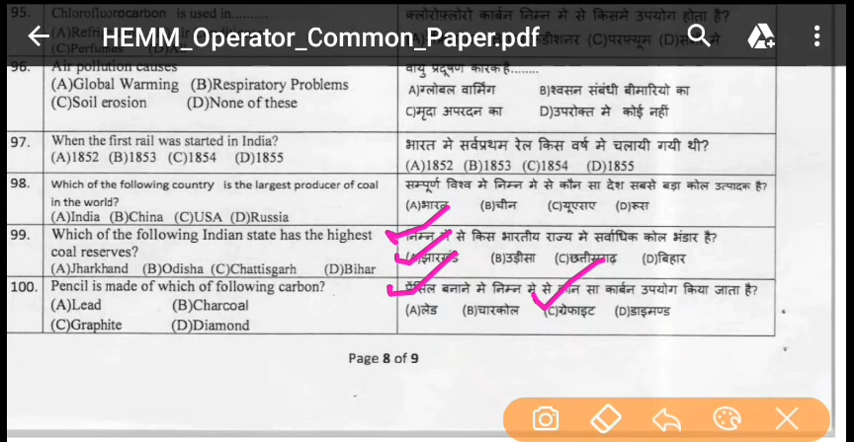 95. Chlorofluorocarbon is used in..........
क्लोरोफ़्लोरो कार्बन निम्न मे से किसमे उपयोग होता है?
HEMM_Operator_Common_Paper.pdf
(C)परफ्यूम
96. Air pollution causes
(A)Global Warming (B)Respiratory Problems
(C)Soil erosion (D)None of these
वायु प्रदूषण कारक है........
A)ग्लोबल वार्मिंग B)श्वसन संबंधी बीमारियो का
C)मृदा अपरदन का D)उपरोक्त मे कोई नहीं
97. When the first rail was started in India?
(A)1852 (B)1853 (C)1854 (D)1855
भारत मे सर्वप्रथम रेल किस वर्ष मे चलायी गयी थी?
(A)1852 (B)1853 (C)1854 (D)1855
98. Which of the following country is the largest producer of coal
in the world?
(A)India (B)China (C)USA (D)Russia
सम्पूर्ण विश्व मे निम्न मे से कौन सा देश सबसे बड़ा कोल उत्पादक है?
(A)भारत (B)चीन (C)यूएसए (D)रूस
99. Which of the following Indian state has the highest
coal reserves?
(A)Jharkhand (B)Odisha (C)Chattisgarh (D)Bihar
निम्न मे से किस भारतीय राज्य मे सर्वाधिक कोल भंडार है?
(A)झारखंड (B)उड़ीसा (C)छत्तीसगढ़ (D)बिहार
100. Pencil is made of which of following carbon?
(A)Lead (B)Charcoal
(C)Graphite (D)Diamond
पेंसिल बनाने मे निम्न मे से कौन सा कार्बन उपयोग किया जाता है?
(A)लेड (B)चारकोल (C)ग्रेफाइट (D)डाइमण्ड
Page 8 of 9